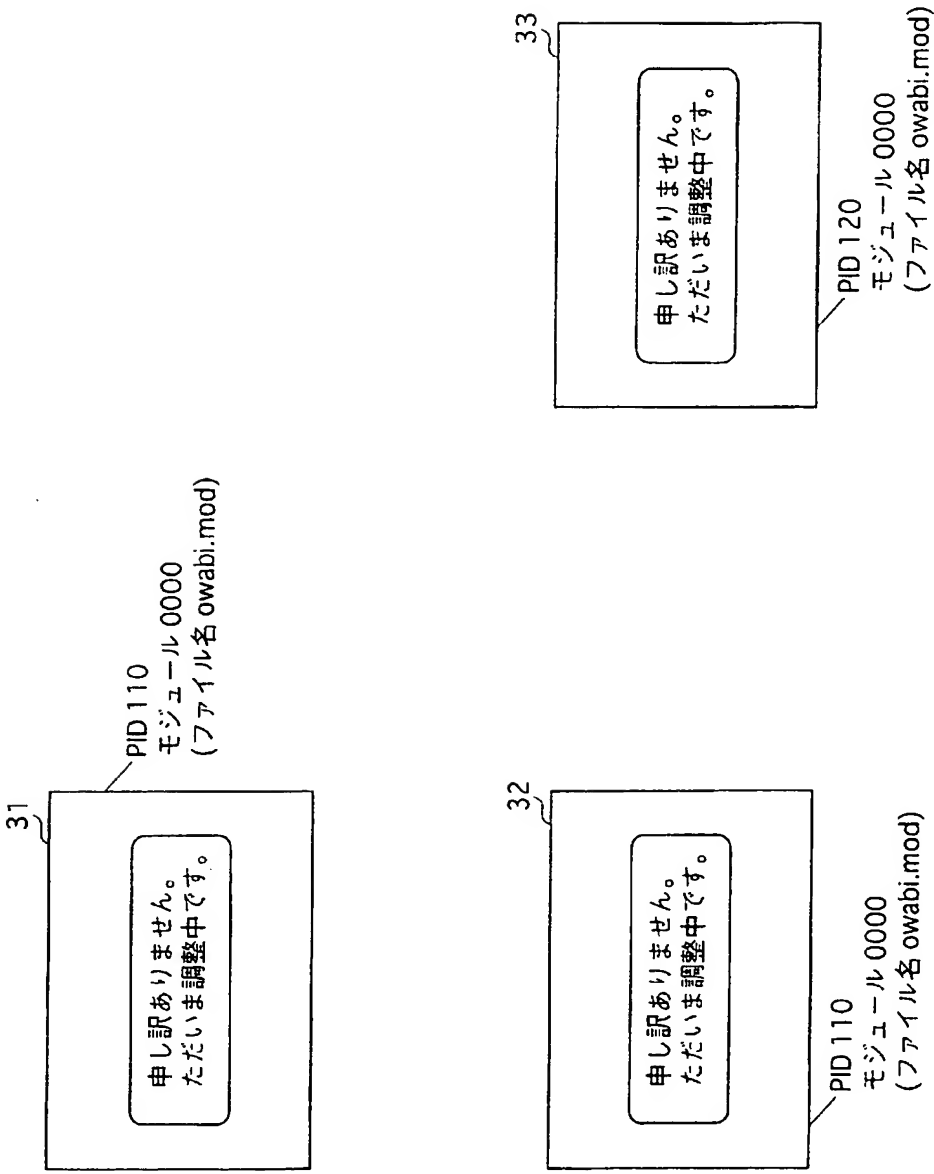 31
申し訳ありません。
ただいま調整中です。
PID 110
モジュール 0000
(ファイル名 owabi.mod)
32
申し訳ありません。
ただいま調整中です。
PID 110
モジュール 0000
(ファイル名 owabi.mod)
33
申し訳ありません。
ただいま調整中です。
PID 120
モジュール 0000
(ファイル名 owabi.mod)